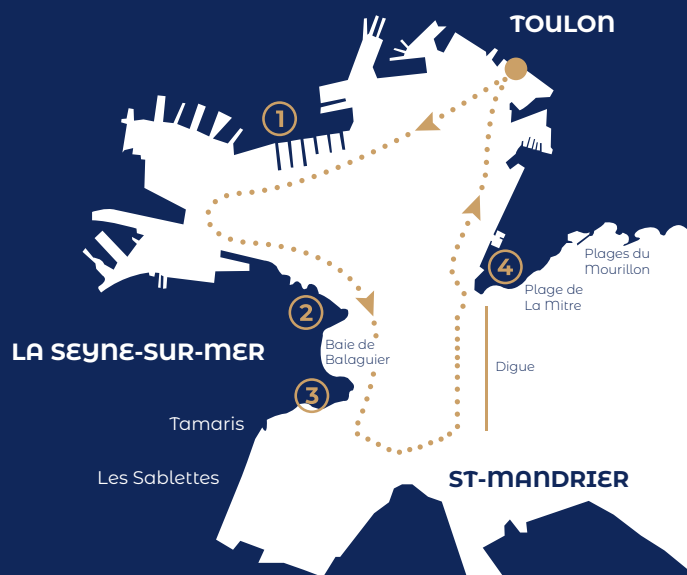 TOULON
1
Plages du
Mourillon
4
Plage de
La Mitre
2
LA SEYNE-SUR-MER
Baie de
Balaguier
Digue
3
Tamaris
Les Sablettes
ST-MANDRIER